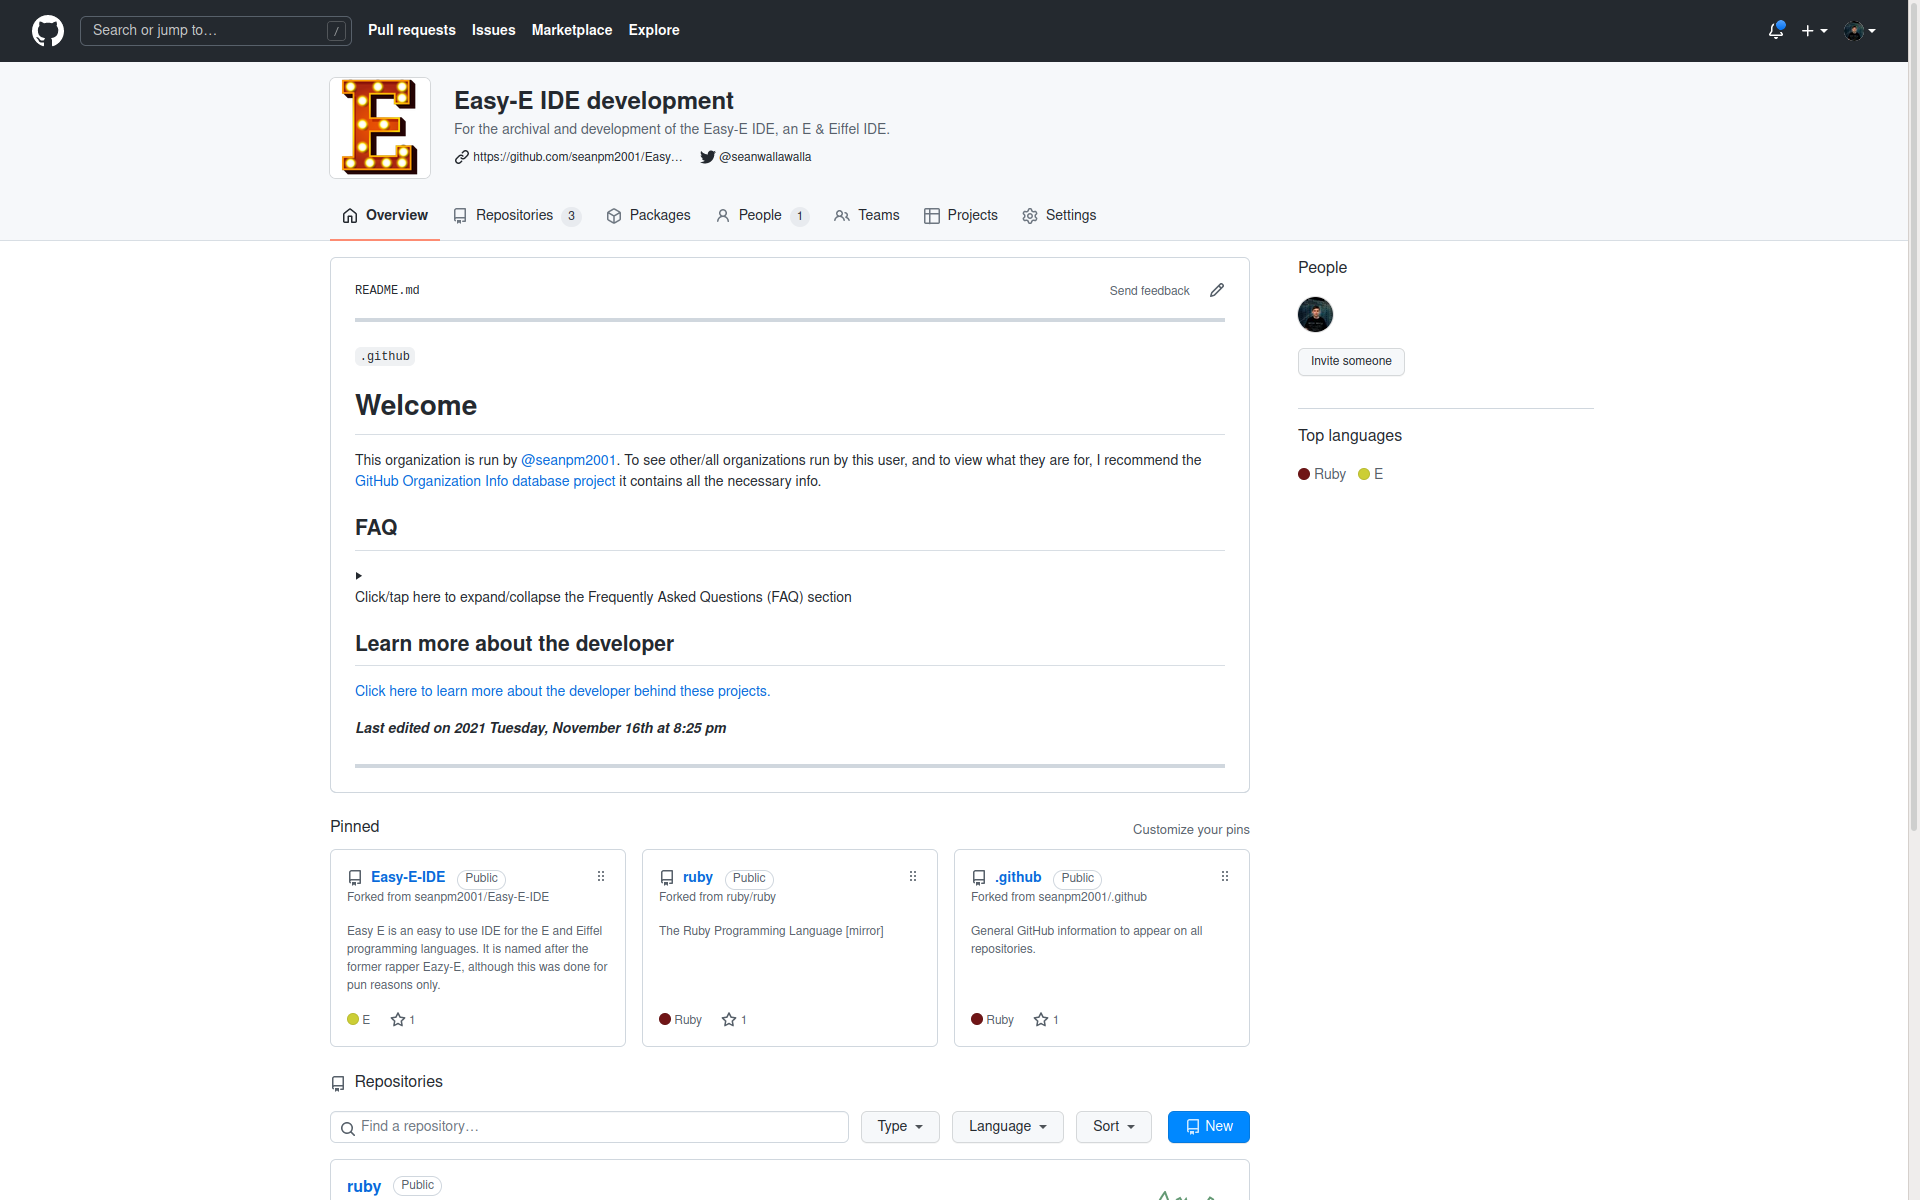 Search or jump to… /
Pull requests Issues Marketplace Explore
E
Easy-E IDE development
For the archival and development of the Easy-E IDE, an E & Eiffel IDE.
https://github.com/seanpm2001/Easy… @seanwallawalla
Overview Repositories 3 Packages People 1 Teams Projects Settings
README.md Send feedback
.github
Welcome
This organization is run by @seanpm2001. To see other/all organizations run by this user, and to view what they are for, I recommend the
GitHub Organization Info database project it contains all the necessary info.
FAQ
Click/tap here to expand/collapse the Frequently Asked Questions (FAQ) section
Learn more about the developer
Click here to learn more about the developer behind these projects.
Last edited on 2021 Tuesday, November 16th at 8:25 pm
People
Invite someone
Top languages
Ruby E
Pinned Customize your pins
Easy-E-IDE Public
Forked from seanpm2001/Easy-E-IDE
Easy E is an easy to use IDE for the E and Eiffel
programming languages. It is named after the
former rapper Eazy-E, although this was done for
pun reasons only.
E 1
ruby Public
Forked from ruby/ruby
The Ruby Programming Language [mirror]
Ruby 1
.github Public
Forked from seanpm2001/.github
General GitHub information to appear on all
repositories.
Ruby 1
Repositories
Find a repository… Type Language Sort New
ruby Public